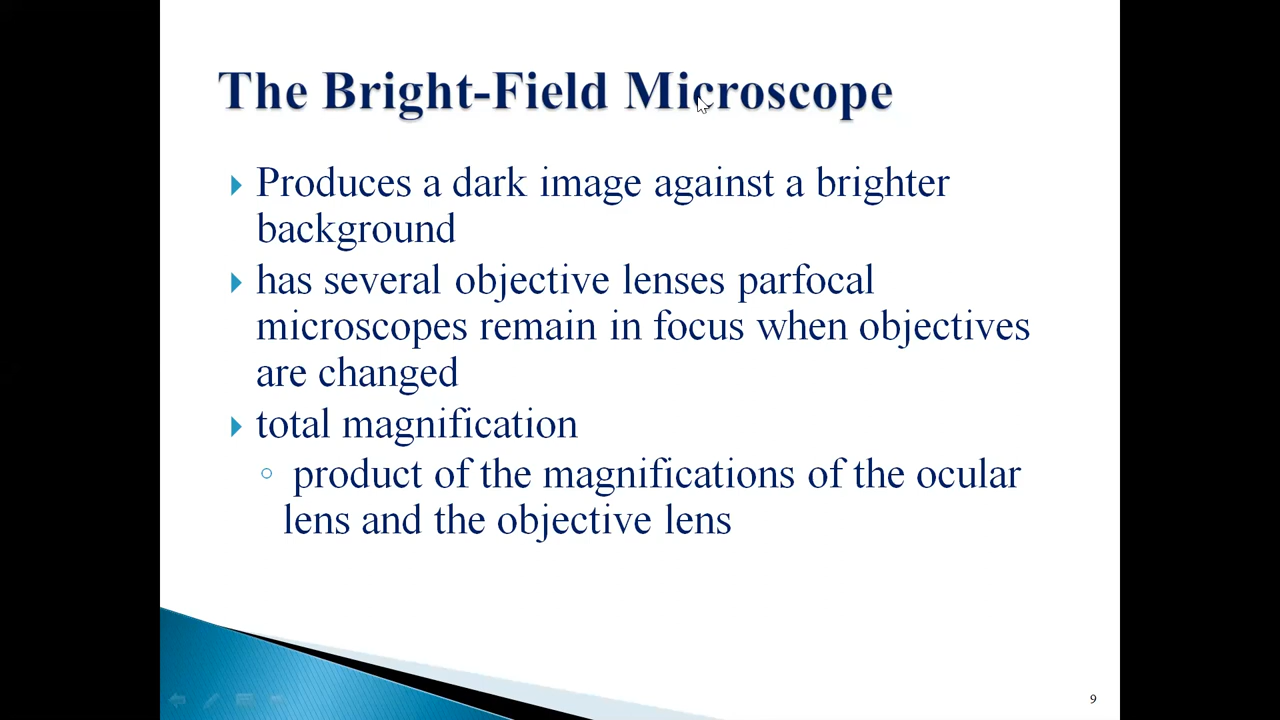 The Bright-Field Microscope
Produces a dark image against a brighter
background
has several objective lenses parfocal
microscopes remain in focus when objectives
are changed
total magnification
product of the magnifications of the ocular
lens and the objective lens
9